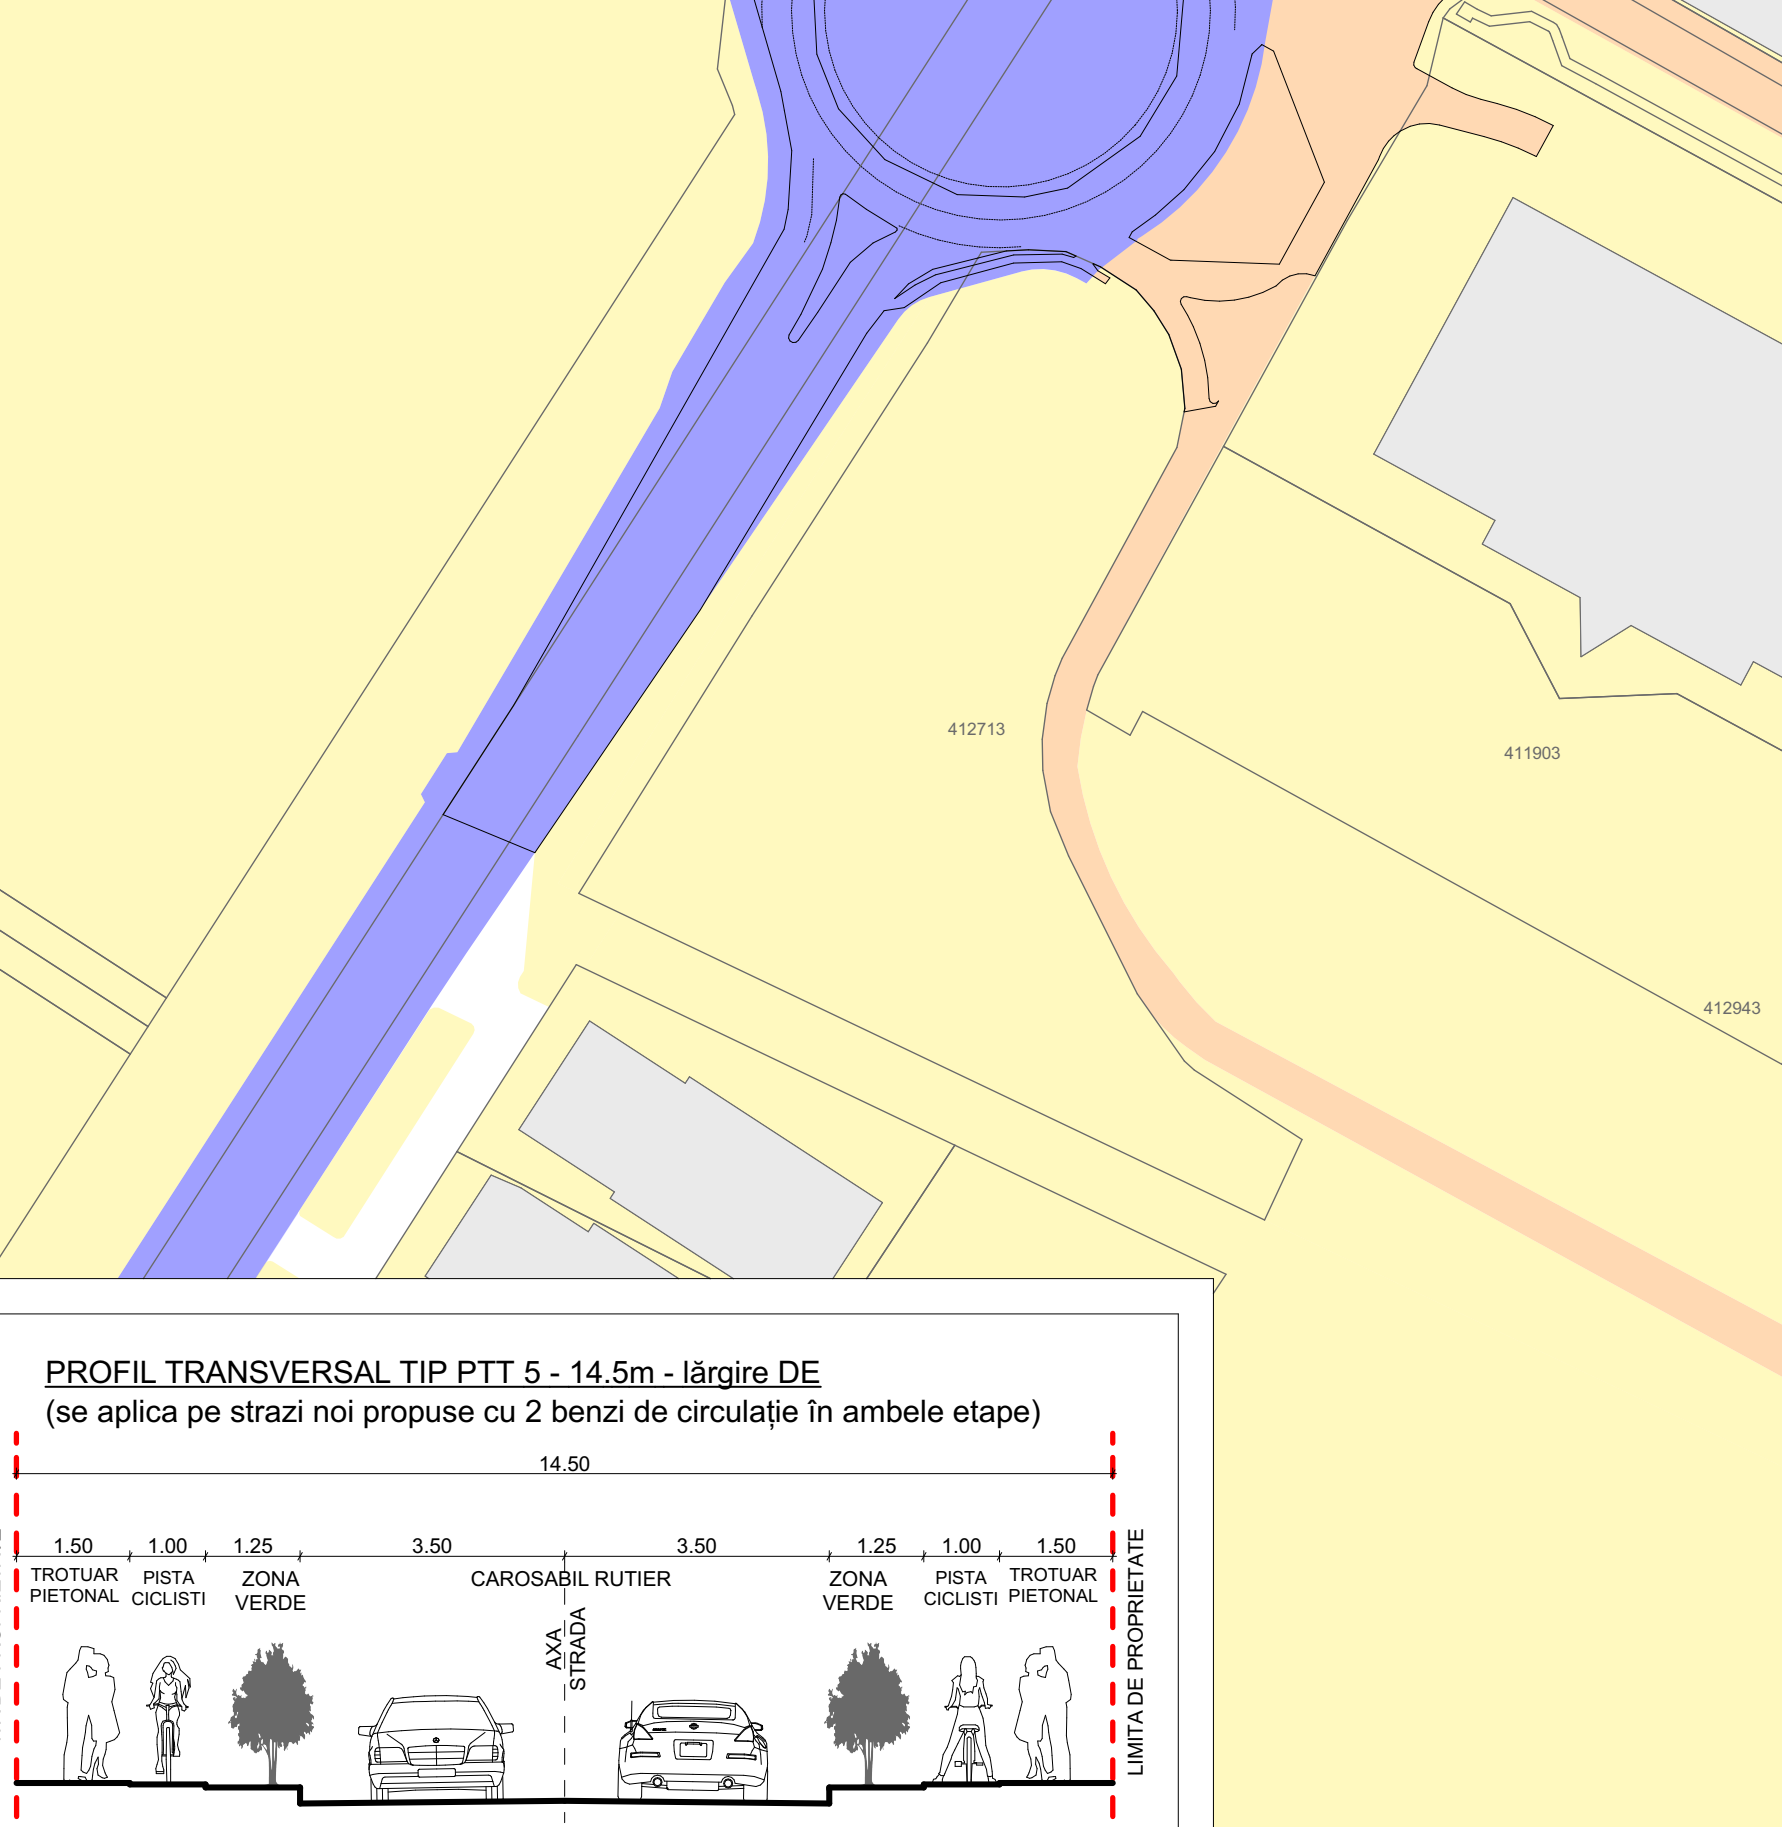 412713
411903
412943
PROFIL TRANSVERSAL TIP PTT 5 - 14.5m - lărgire DE
(se aplica pe strazi noi propuse cu 2 benzi de circulație în ambele etape)
14.50
1.50 1.00 1.25 3.50 3.50 1.25 1.00 1.50
TROTUAR PIETONAL
PISTA CICLISTI
ZONA VERDE
CAROSABIL RUTIER
ZONA VERDE
PISTA CICLISTI
TROTUAR PIETONAL
AXA STRADA
LIMITA DE PROPRIETATE